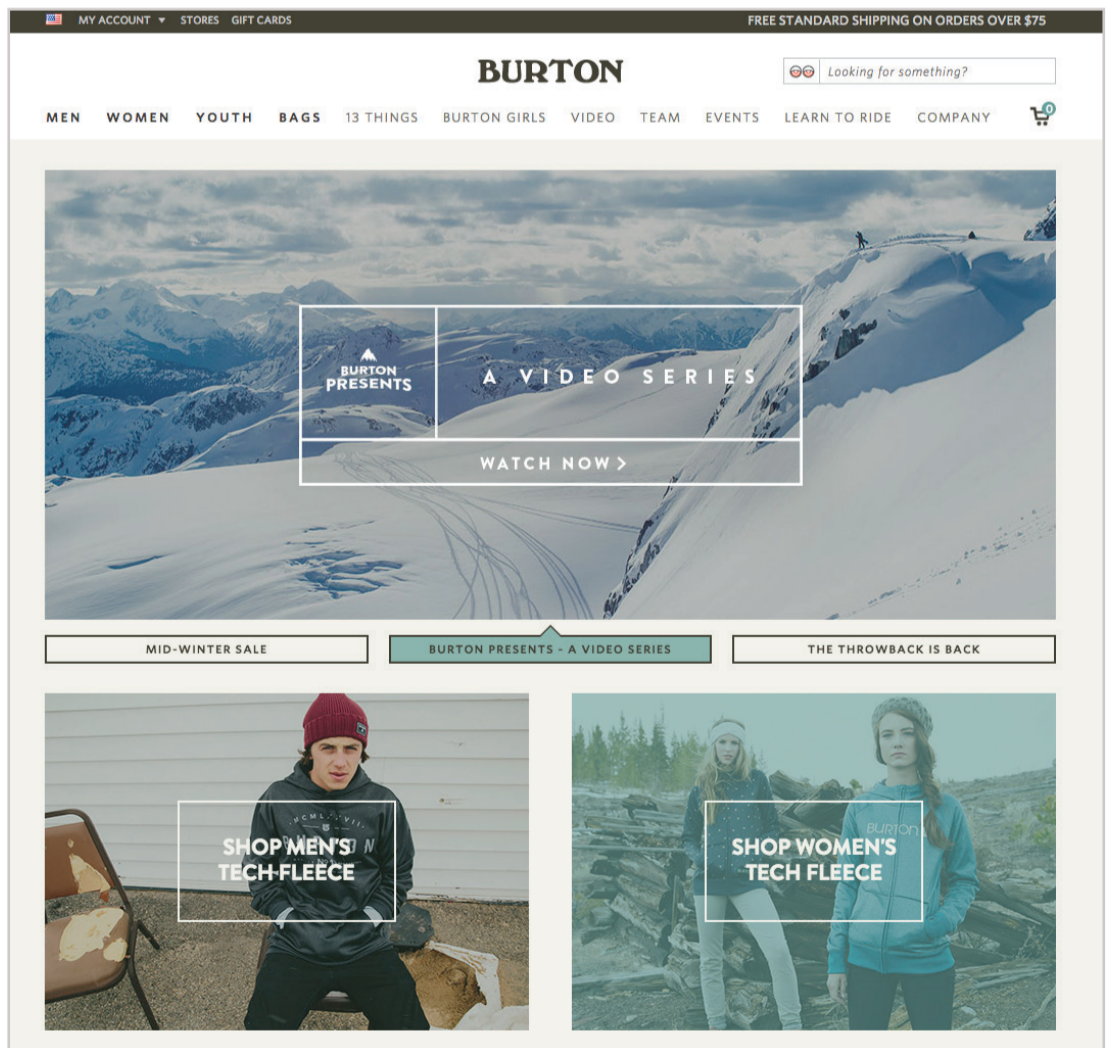 MY ACCOUNT ▼ STORES GIFT CARDS FREE STANDARD SHIPPING ON ORDERS OVER $75
BURTON
Looking for something?
MEN WOMEN YOUTH BAGS 13 THINGS BURTON GIRLS VIDEO TEAM EVENTS LEARN TO RIDE COMPANY 0
BURTON
PRESENTS
A VIDEO SERIES
WATCH NOW >
MID-WINTER SALE BURTON PRESENTS - A VIDEO SERIES THE THROWBACK IS BACK
SHOP MEN'S
TECH FLEECE
BURTON
SHOP WOMEN'S
TECH FLEECE